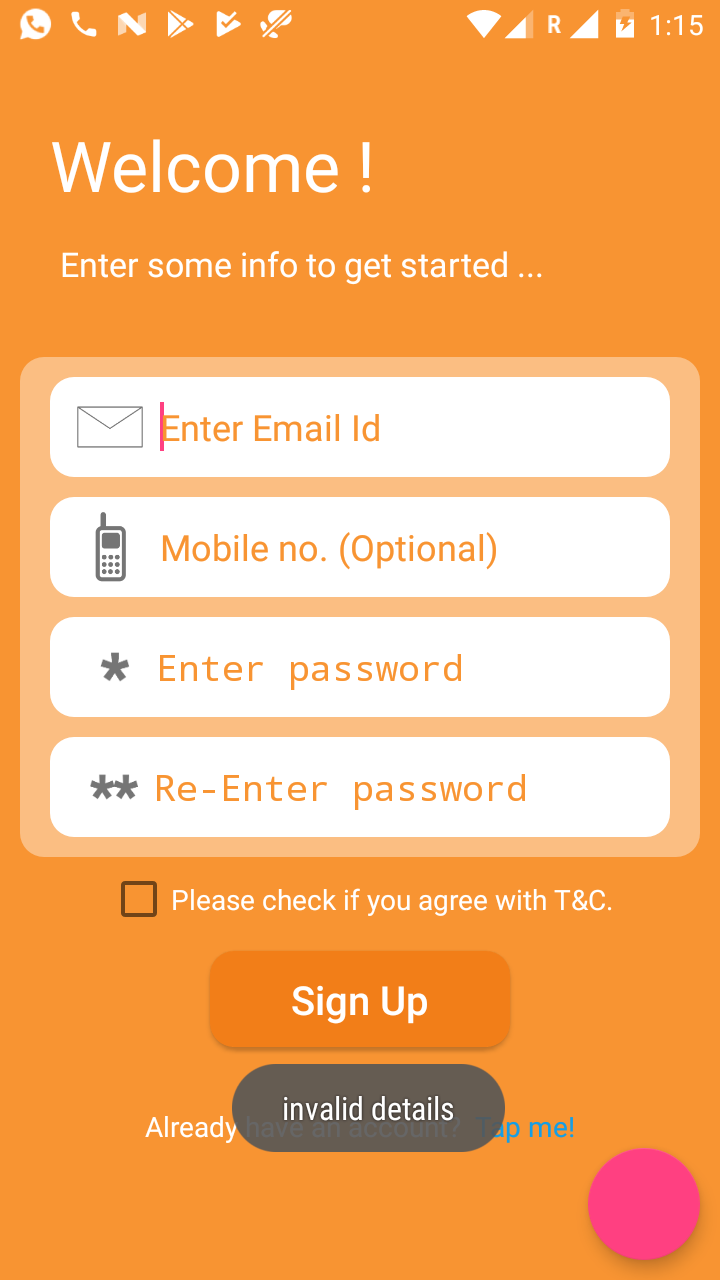 R 1:15
Welcome !
Enter some info to get started ...
Enter Email Id
Mobile no. (Optional)
* Enter password
** Re-Enter password
Please check if you agree with T&C.
Sign Up
invalid details
Already have an account? Tap me!